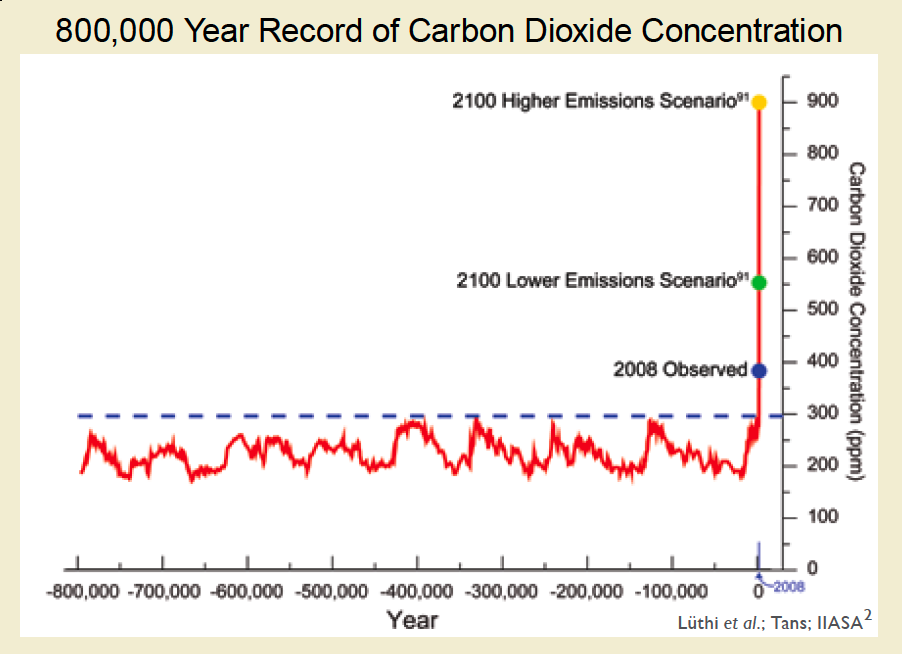 800,000 Year Record of Carbon Dioxide Concentration
2100 Higher Emissions Scenario⁹¹
2100 Lower Emissions Scenario⁹¹
2008 Observed
900
800
700
600
500
400
300
200
100
0
Carbon Dioxide Concentration (ppm)
-800,000 -700,000 -600,000 -500,000 -400,000 -300,000 -200,000 -100,000 0
2008
Year
Lüthi et al.; Tans; IIASA²